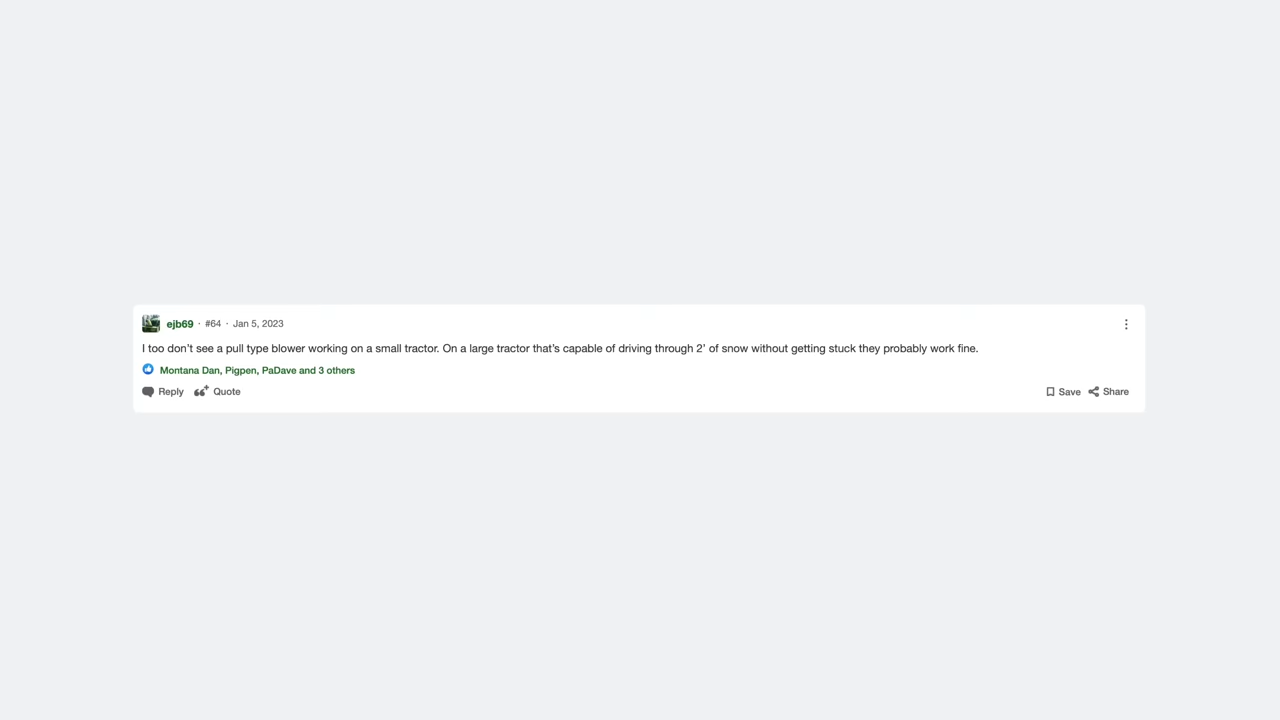 ejb69 · #64 · Jan 5, 2023
I too don’t see a pull type blower working on a small tractor. On a large tractor that’s capable of driving through 2’ of snow without getting stuck they probably work fine.
Montana Dan, Pigpen, PaDave and 3 others
Reply Quote Save Share